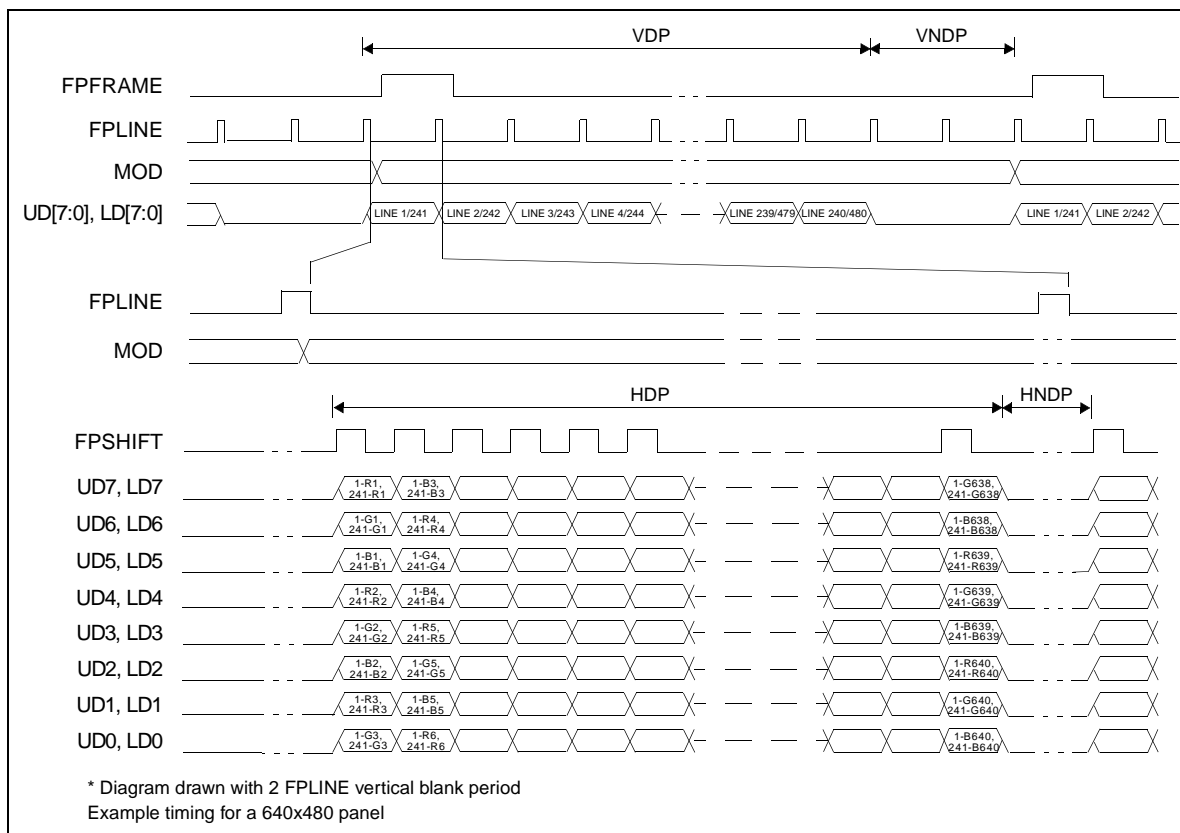 VDP VNDP
FPFRAME
FPLINE
MOD
UD[7:0], LD[7:0] LINE 1/241 LINE 2/242 LINE 3/243 LINE 4/244 LINE 239/479 LINE 240/480 LINE 1/241 LINE 2/242
FPLINE
MOD
HDP HNDP
FPSHIFT
UD7, LD7 1-R1, 241-R1 1-B3, 241-B3 1-G638, 241-G638
UD6, LD6 1-G1, 241-G1 1-R4, 241-R4 1-B638, 241-B638
UD5, LD5 1-B1, 241-B1 1-G4, 241-G4 1-R639, 241-R639
UD4, LD4 1-R2, 241-R2 1-B4, 241-B4 1-G639, 241-G639
UD3, LD3 1-G2, 241-G2 1-R5, 241-R5 1-B639, 241-B639
UD2, LD2 1-B2, 241-B2 1-G5, 241-G5 1-R640, 241-R640
UD1, LD1 1-R3, 241-R3 1-B5, 241-B5 1-G640, 241-G640
UD0, LD0 1-G3, 241-G3 1-R6, 241-R6 1-B640, 241-B640
* Diagram drawn with 2 FPLINE vertical blank period
Example timing for a 640x480 panel